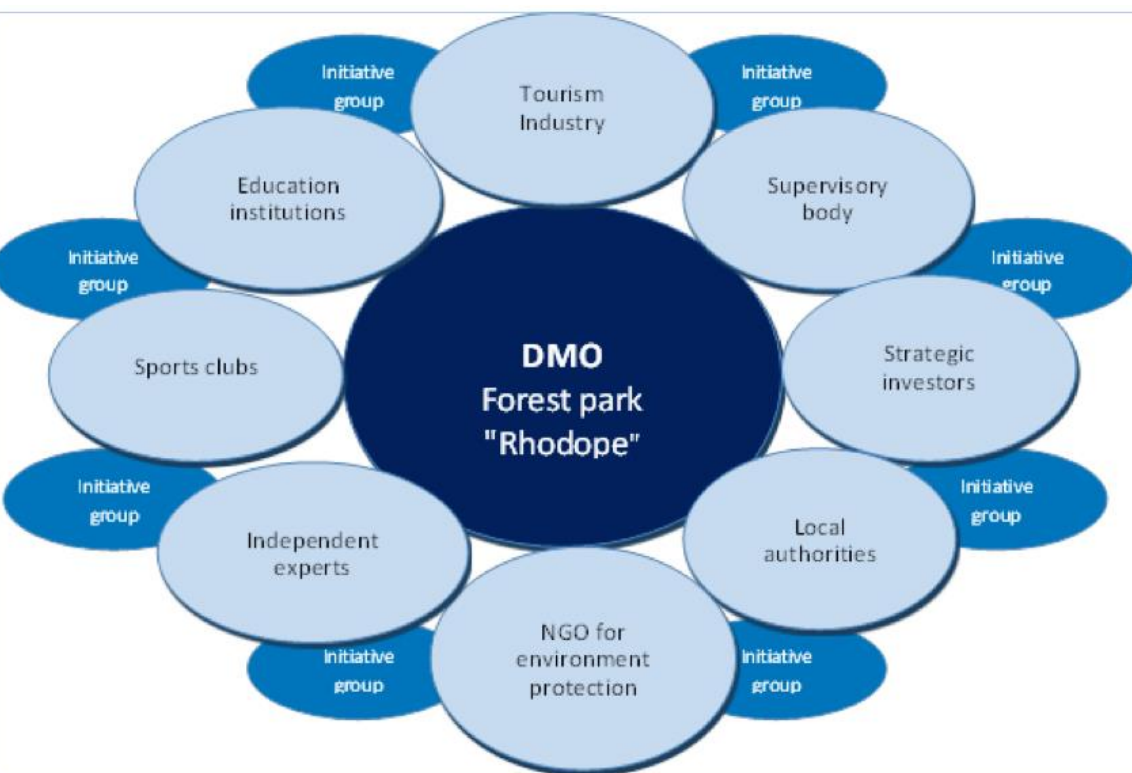 Initiative
group
Tourism
Industry
Initiative
group
Education
institutions
Supervisory
body
Initiative
group
Initiative
group
Sports clubs
DMO
Forest park
"Rhodope"
Strategic
investors
Initiative
group
Initiative
group
Independent
experts
Local
authorities
NGO for
environment
protection
Initiative
group
Initiative
group